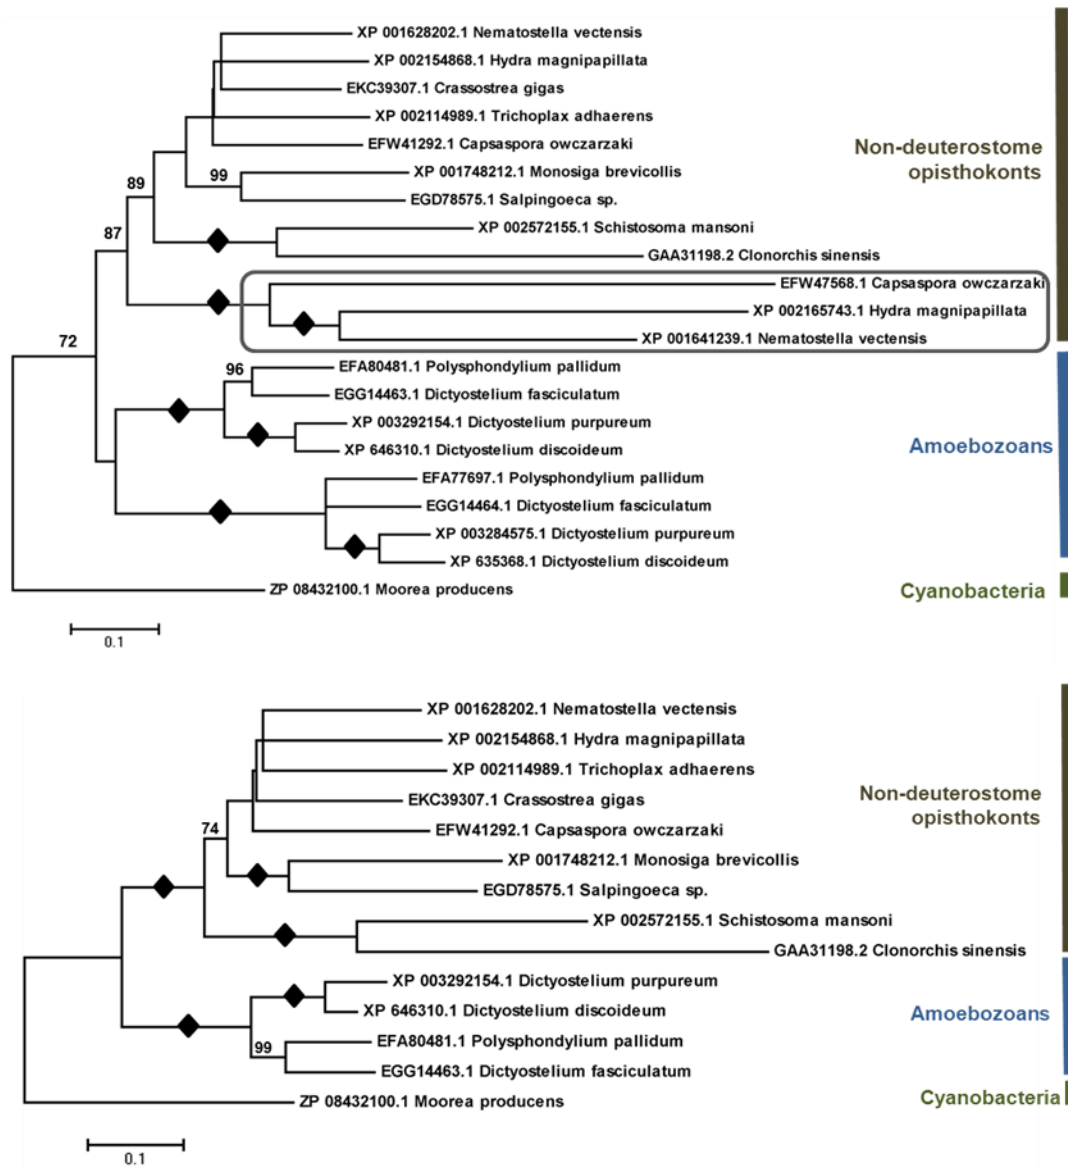 XP 001628202.1 Nematostella vectensis
XP 002154868.1 Hydra magnipapillata
EKC39307.1 Crassostrea gigas
XP 002114989.1 Trichoplax adhaerens
EFW41292.1 Capsaspora owczarzaki
Non-deuterostome
opisthokonts
99
XP 001748212.1 Monosiga brevicollis
89
EGD78575.1 Salpingoeca sp.
XP 002572155.1 Schistosoma mansoni
87
GAA31198.2 Clonorchis sinensis
EFW47568.1 Capsaspora owczarzaki
XP 002165743.1 Hydra magnipapillata
72
XP 001641239.1 Nematostella vectensis
96
EFA80481.1 Polysphondylium pallidum
EGG14463.1 Dictyostelium fasciculatum
XP 003292154.1 Dictyostelium purpureum
XP 646310.1 Dictyostelium discoideum
Amoebozoans
EFA77697.1 Polysphondylium pallidum
EGG14464.1 Dictyostelium fasciculatum
XP 003284575.1 Dictyostelium purpureum
XP 635368.1 Dictyostelium discoideum
ZP 08432100.1 Moorea producens
Cyanobacteria
0.1
XP 001628202.1 Nematostella vectensis
XP 002154868.1 Hydra magnipapillata
XP 002114989.1 Trichoplax adhaerens
EKC39307.1 Crassostrea gigas
Non-deuterostome
opisthokonts
74
EFW41292.1 Capsaspora owczarzaki
XP 001748212.1 Monosiga brevicollis
EGD78575.1 Salpingoeca sp.
XP 002572155.1 Schistosoma mansoni
GAA31198.2 Clonorchis sinensis
XP 003292154.1 Dictyostelium purpureum
XP 646310.1 Dictyostelium discoideum
Amoebozoans
99
EFA80481.1 Polysphondylium pallidum
EGG14463.1 Dictyostelium fasciculatum
ZP 08432100.1 Moorea producens
Cyanobacteria
0.1